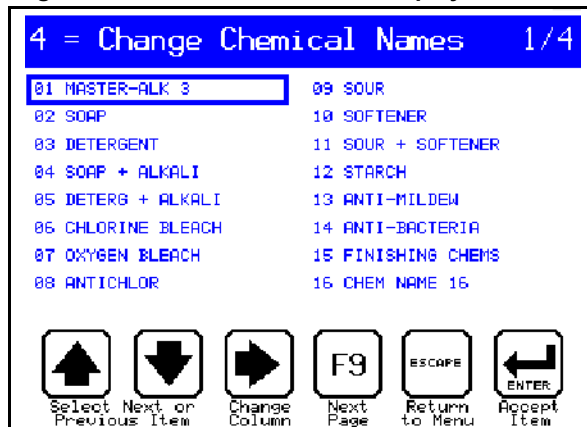 4 = Change Chemical Names 1/4
01 MASTER-ALK 3
02 SOAP
03 DETERGENT
04 SOAP + ALKALI
05 DETERG + ALKALI
06 CHLORINE BLEACH
07 OXYGEN BLEACH
08 ANTICHLOR
09 SOUR
10 SOFTENER
11 SOUR + SOFTENER
12 STARCH
13 ANTI-MILDEW
14 ANTI-BACTERIA
15 FINISHING CHEMS
16 CHEM NAME 16
F9
ESCAPE
ENTER
Select Next or
Previous Item
Change
Column
Next
Page
Return
to Menu
Accept
Item